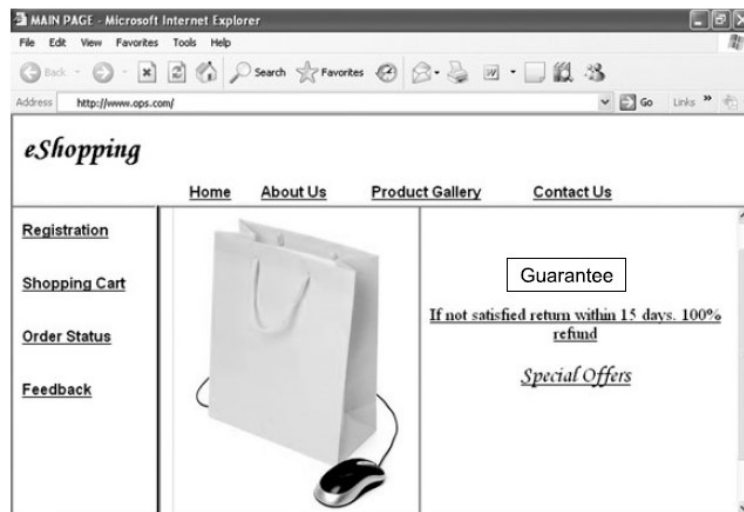 MAIN PAGE - Microsoft Internet Explorer
File Edit View Favorites Tools Help
Back Search Favorites W
Address http://www.ops.com/ Go Links »
eShopping
Home About Us Product Gallery Contact Us
Registration
Shopping Cart
Order Status
Feedback
Guarantee
If not satisfied return within 15 days. 100%
refund
Special Offers